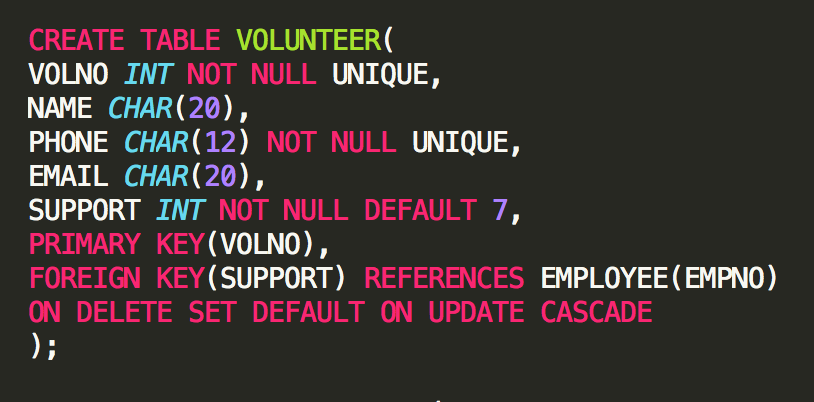 CREATE TABLE VOLUNTEER(
VOLNO INT NOT NULL UNIQUE,
NAME CHAR(20),
PHONE CHAR(12) NOT NULL UNIQUE,
EMAIL CHAR(20),
SUPPORT INT NOT NULL DEFAULT 7,
PRIMARY KEY(VOLNO),
FOREIGN KEY(SUPPORT) REFERENCES EMPLOYEE(EMPNO)
ON DELETE SET DEFAULT ON UPDATE CASCADE
);